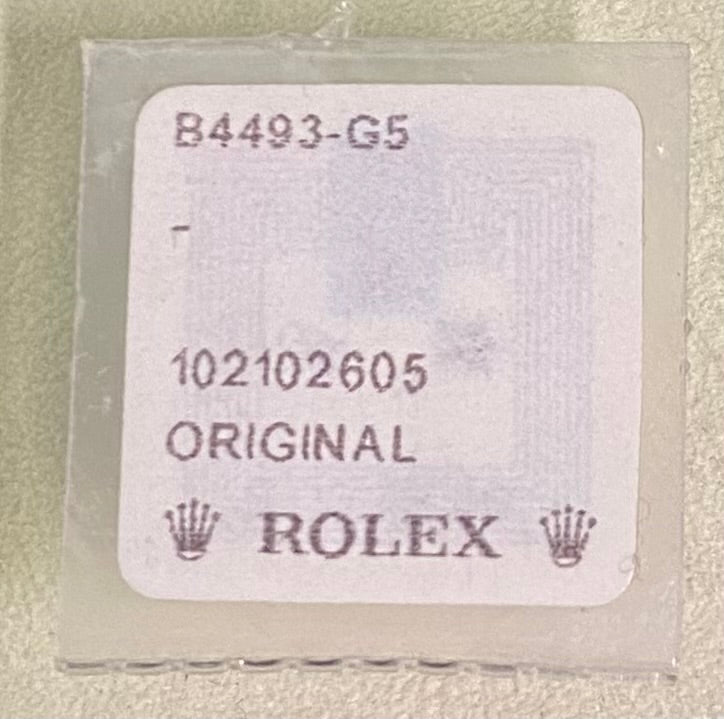 B4493-G5
-
102102605
ORIGINAL
ROLEX